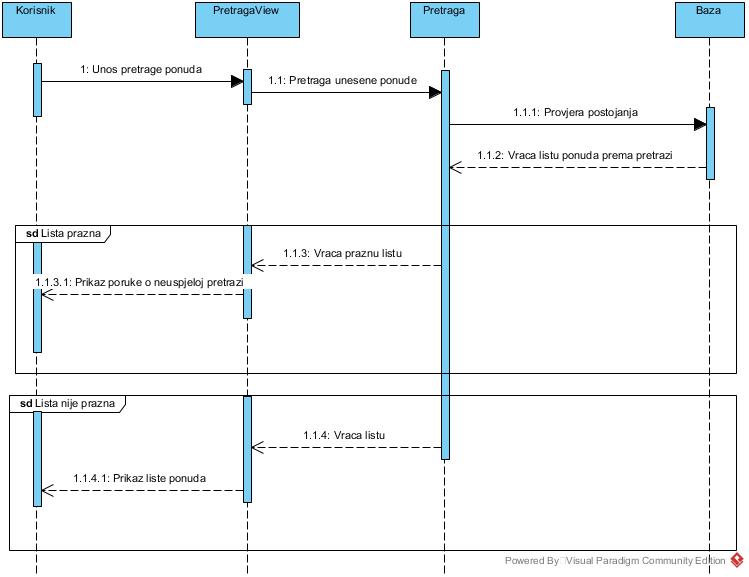 Korisnik
PretragaView
Pretraga
Baza
1: Unos pretrage ponuda
1.1: Pretraga unesene ponude
1.1.1: Provjera postojanja
1.1.2: Vraca listu ponuda prema pretrazi
sd Lista prazna
1.1.3: Vraca praznu listu
1.1.3.1: Prikaz poruke o neuspjeloj pretrazi
sd Lista nije prazna
1.1.4: Vraca listu
1.1.4.1: Prikaz liste ponuda
Powered By Visual Paradigm Community Edition